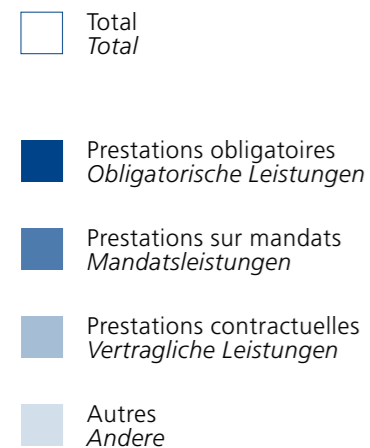 Total
Total
Prestations obligatoires
Obligatorische Leistungen
Prestations sur mandats
Mandatsleistungen
Prestations contractuelles
Vertragliche Leistungen
Autres
Andere